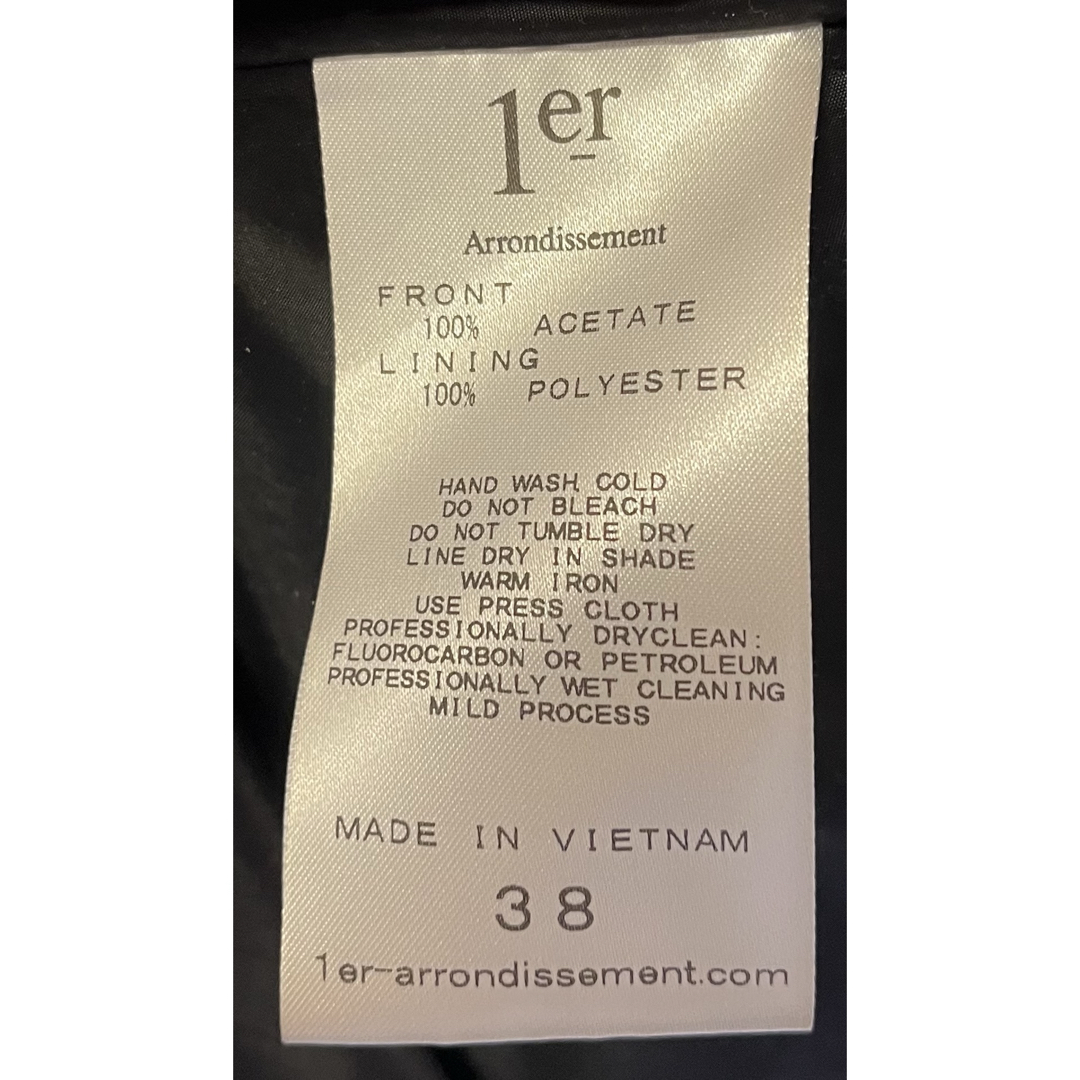 1er
Arrondissement
FRONT
100% ACETATE
LINING
100% POLYESTER
HAND WASH COLD
DO NOT BLEACH
DO NOT TUMBLE DRY
LINE DRY IN SHADE
WARM IRON
USE PRESS CLOTH
PROFESSIONALLY DRYCLEAN:
FLUOROCARBON OR PETROLEUM
PROFESSIONALLY WET CLEANING
MILD PROCESS
MADE IN VIETNAM
38
1er-arrondissement.com